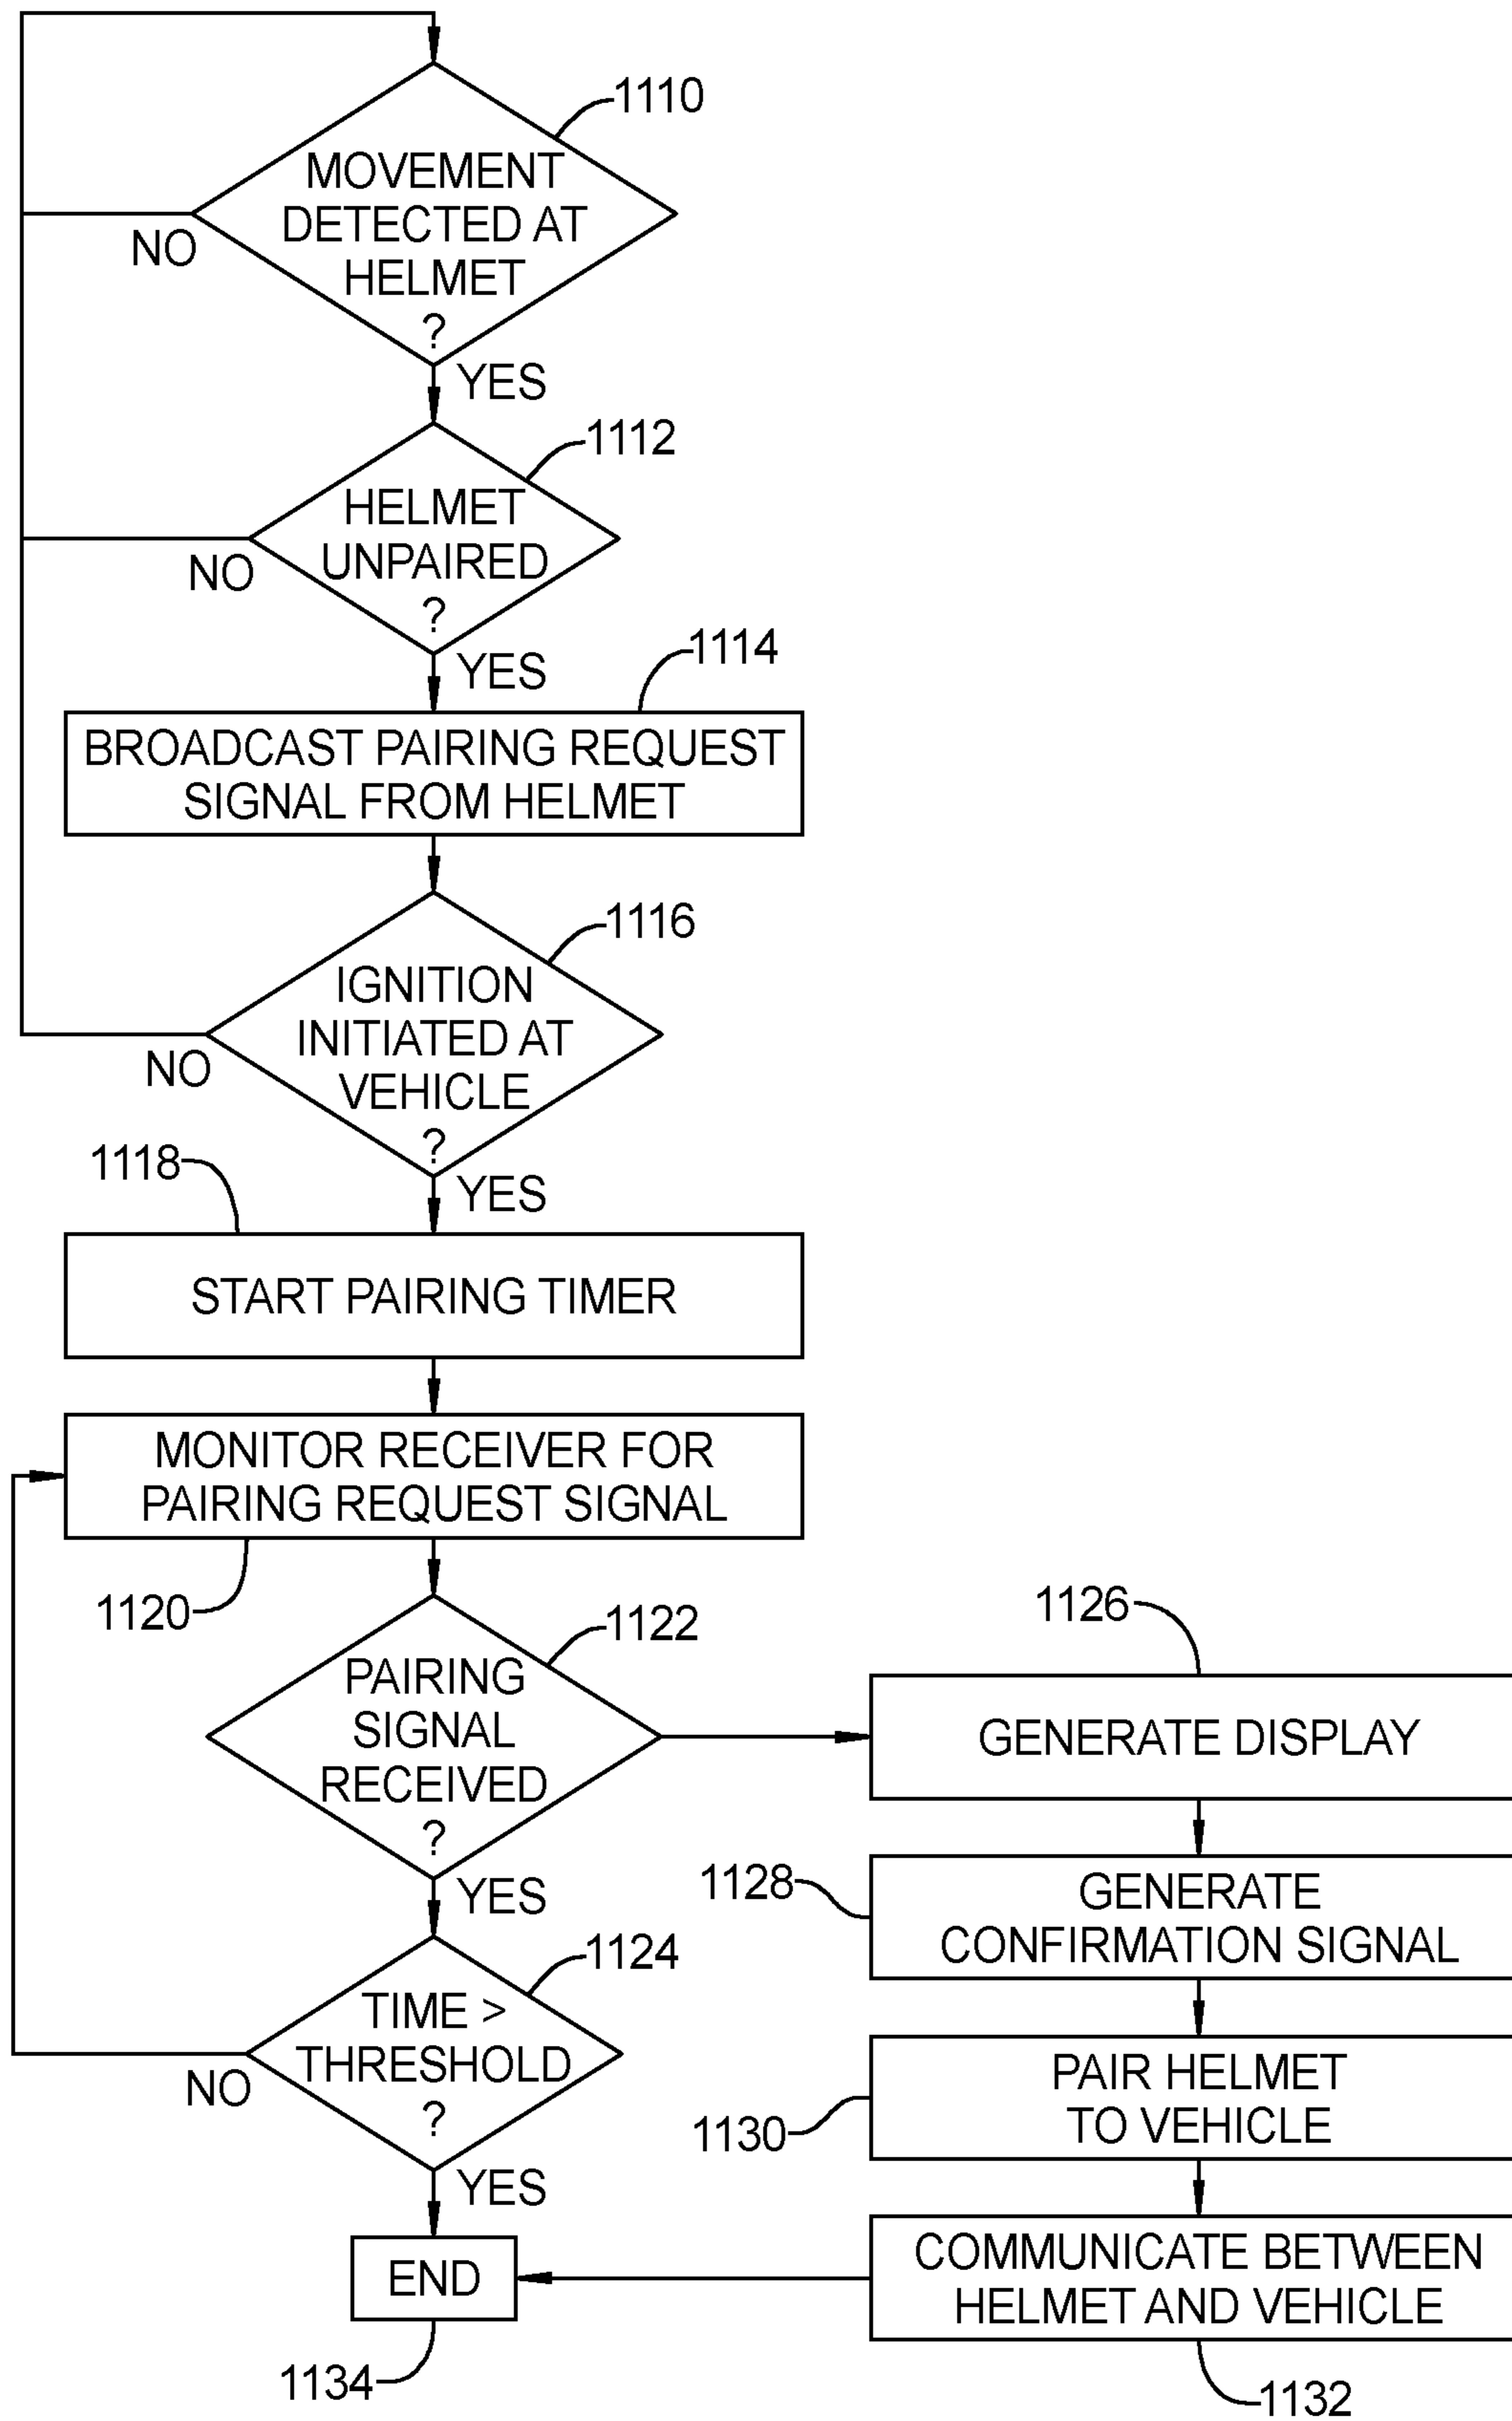 1110
MOVEMENT
DETECTED AT
HELMET
?
NO
YES
1112
HELMET
UNPAIRED
?
NO
YES
1114
BROADCAST PAIRING REQUEST
SIGNAL FROM HELMET
1116
IGNITION
INITIATED AT
VEHICLE
?
NO
YES
1118
START PAIRING TIMER
MONITOR RECEIVER FOR
PAIRING REQUEST SIGNAL
1120
1122
PAIRING
SIGNAL
RECEIVED
?
YES
1124
TIME >
THRESHOLD
?
NO
YES
END
1134
1126
GENERATE DISPLAY
1128
GENERATE
CONFIRMATION SIGNAL
PAIR HELMET
TO VEHICLE
1130
COMMUNICATE BETWEEN
HELMET AND VEHICLE
1132